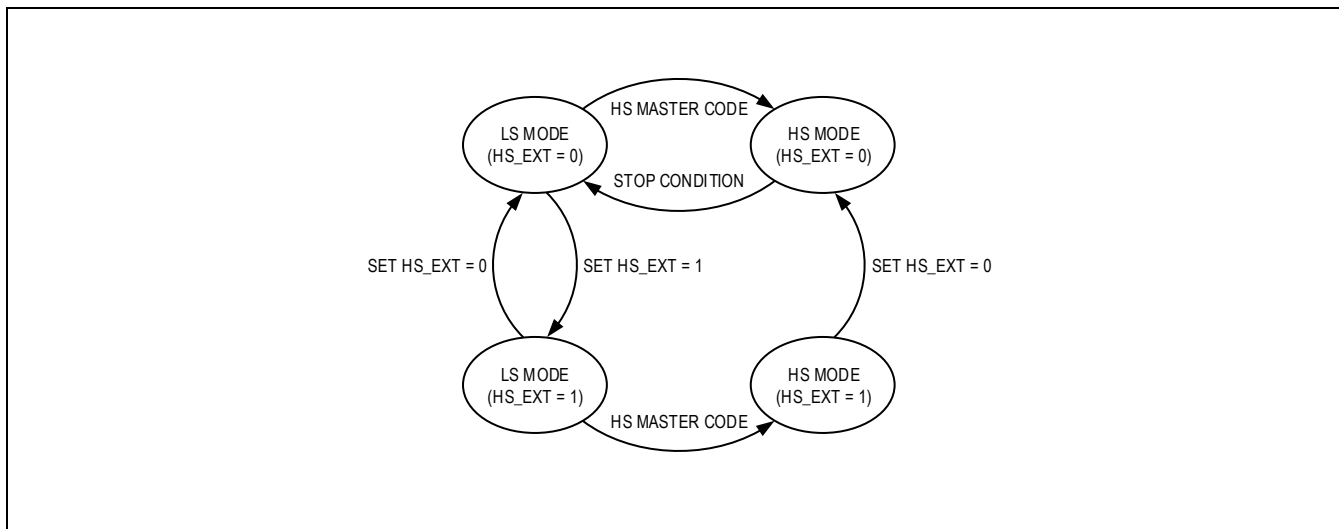 HS MASTER CODE
LS MODE
(HS_EXT = 0)
HS MODE
(HS_EXT = 0)
STOP CONDITION
SET HS_EXT = 0
SET HS_EXT = 1
SET HS_EXT = 0
LS MODE
(HS_EXT = 1)
HS MODE
(HS_EXT = 1)
HS MASTER CODE